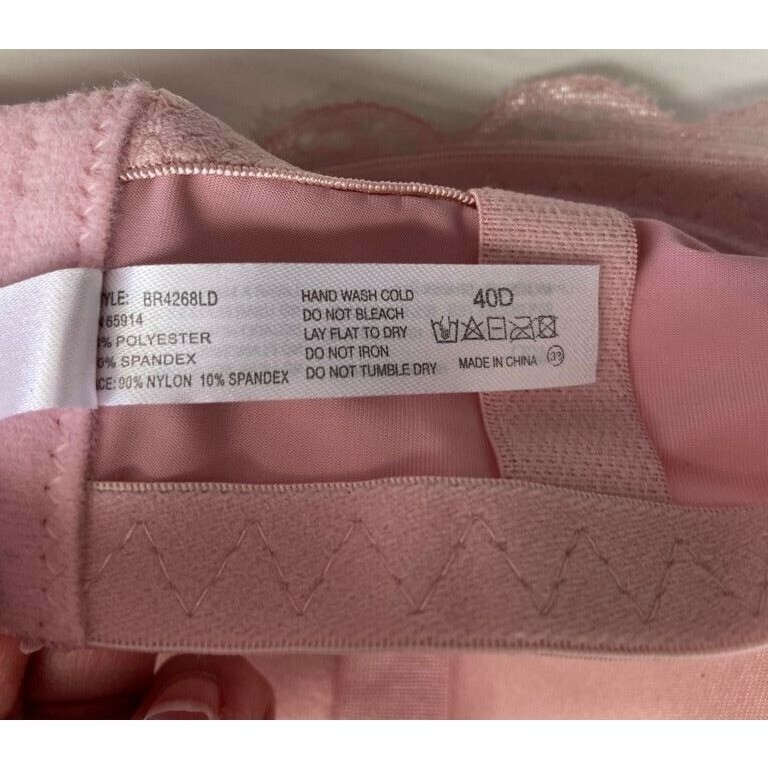 YLE: BR4268LD
65914
% POLYESTER
% SPANDEX
CE: 90% NYLON 10% SPANDEX
HAND WASH COLD
DO NOT BLEACH
LAY FLAT TO DRY
DO NOT IRON
DO NOT TUMBLE DRY
40D
MADE IN CHINA